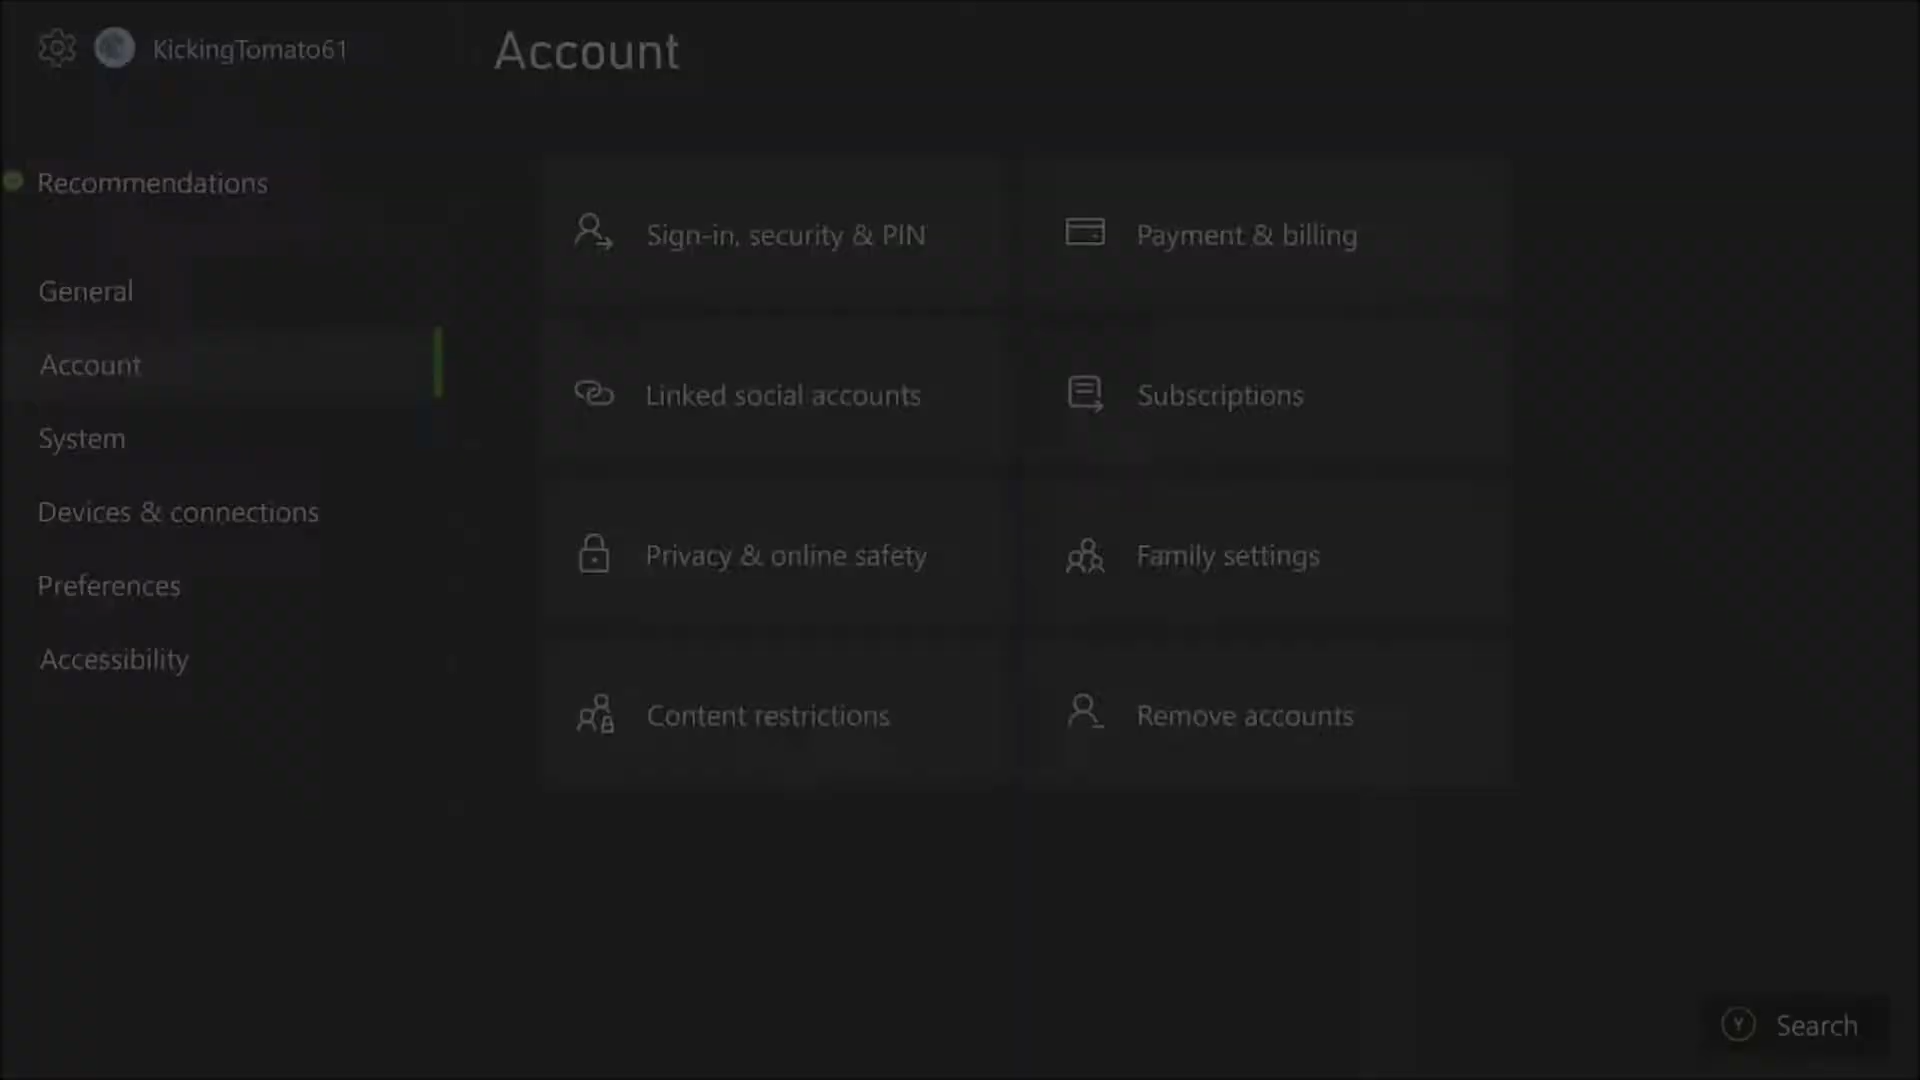 KickingTomato61
Account
Recommendations
General
Account
System
Devices & connections
Preferences
Accessibility
Sign-in, security & PIN
Payment & billing
Linked social accounts
Subscriptions
Privacy & online safety
Family settings
Content restrictions
Remove accounts
Y Search